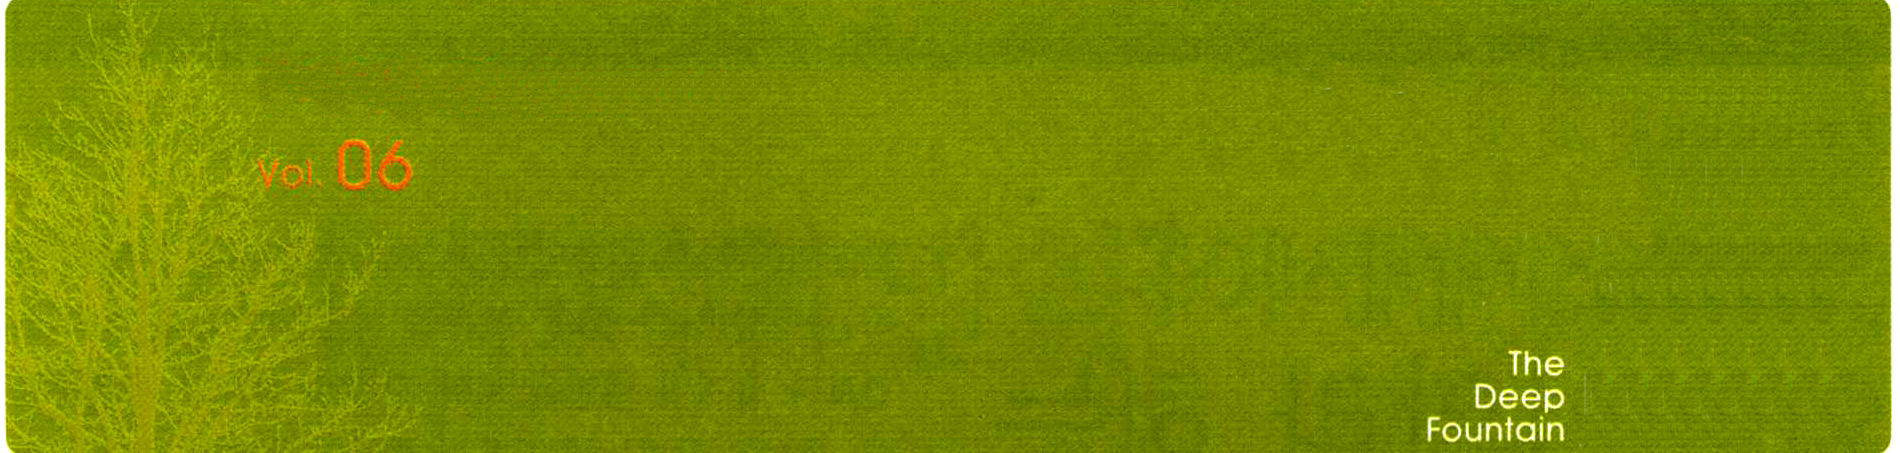 Vol. 06
The
Deep
Fountain